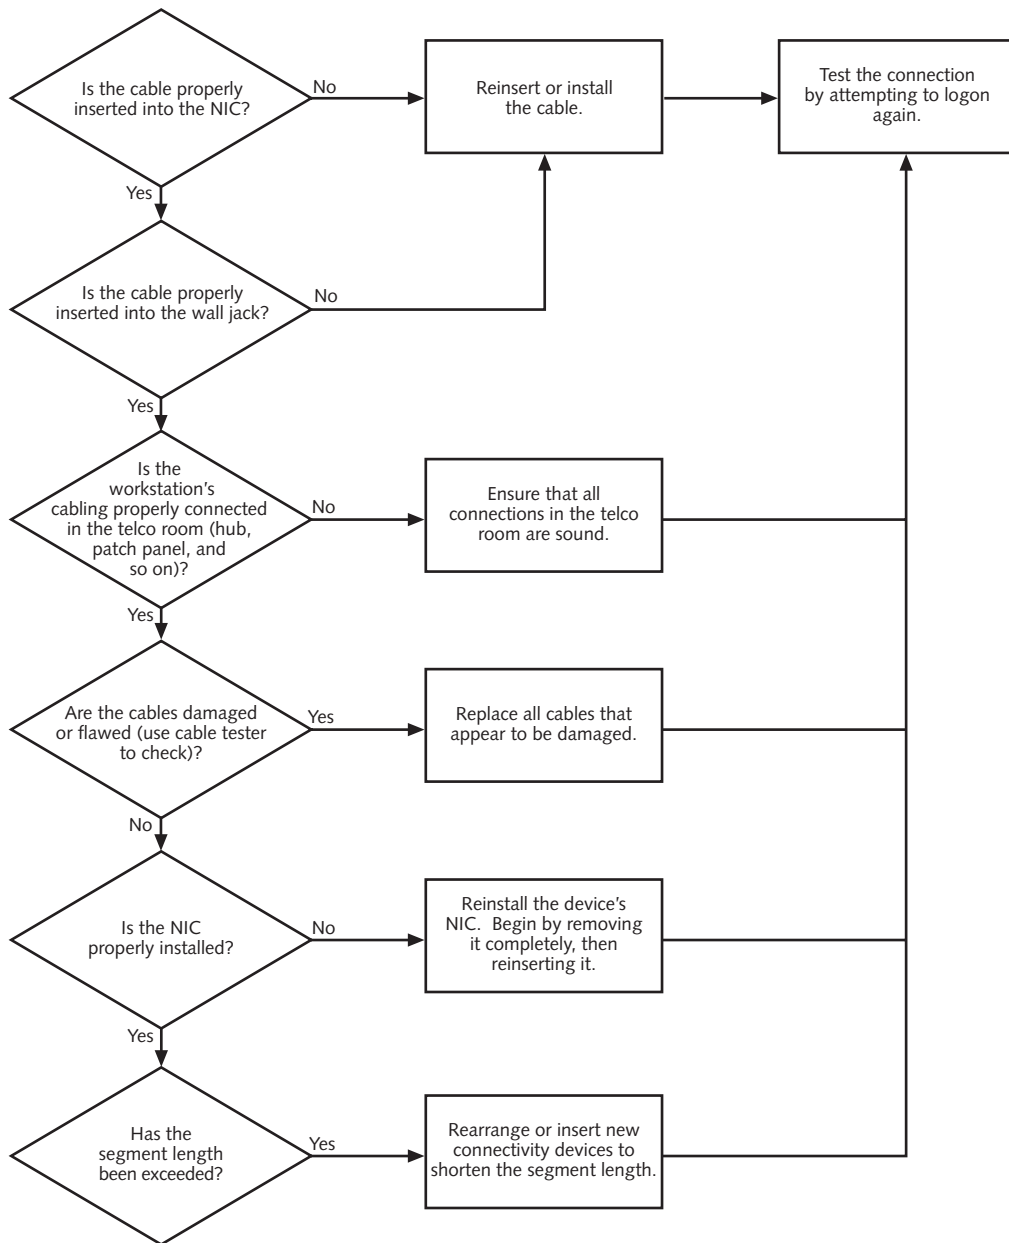 Is the cable properly
inserted into the NIC?
No
Reinsert or install
the cable.
Test the connection
by attempting to logon
again.
Yes
Is the cable properly
inserted into the wall jack?
No
Yes
Is the
workstation's
cabling properly connected
in the telco room (hub,
patch panel, and
so on)?
No
Ensure that all
connections in the telco
room are sound.
Yes
Are the cables damaged
or flawed (use cable tester
to check)?
Yes
Replace all cables that
appear to be damaged.
No
Is the NIC
properly installed?
No
Reinstall the device's
NIC.  Begin by removing
it completely, then
reinserting it.
Yes
Has the
segment length
been exceeded?
Yes
Rearrange or insert new
connectivity devices to
shorten the segment length.